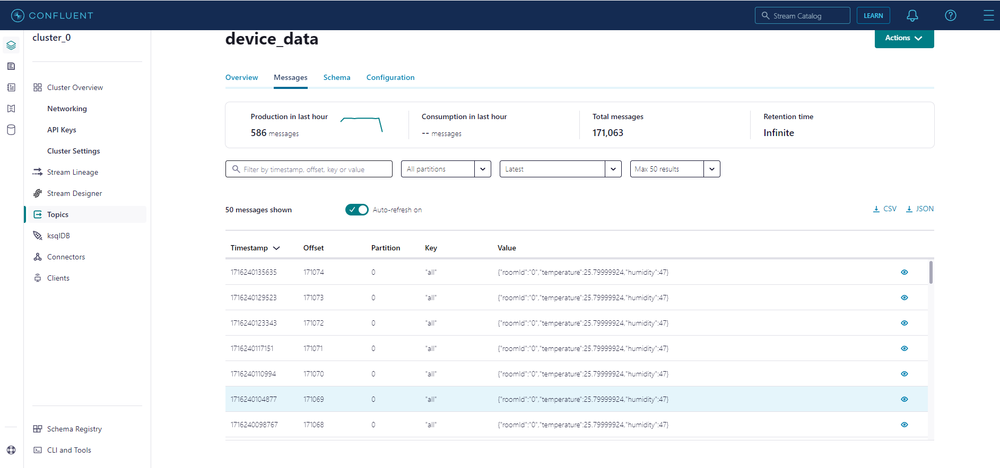 CONFLUENT
Stream Catalog
LEARN
cluster_0
device_data
Actions
Cluster Overview
Networking
API Keys
Cluster Settings
Stream Lineage
Stream Designer
Topics
ksqlDB
Connectors
Clients
Schema Registry
CLI and Tools
Overview Messages Schema Configuration
Production in last hour
586 messages
Consumption in last hour
-- messages
Total messages
171,063
Retention time
Infinite
Filter by timestamp, offset, key or value
All partitions
Latest
Max 50 results
50 messages shown
Auto-refresh on
CSV JSON
Timestamp Offset Partition Key Value
1716240135635 171074 0 "all" {"roomId":"0","temperature":25.79999924,"humidity":47}
1716240129523 171073 0 "all" {"roomId":"0","temperature":25.79999924,"humidity":47}
1716240123343 171072 0 "all" {"roomId":"0","temperature":25.79999924,"humidity":47}
1716240117151 171071 0 "all" {"roomId":"0","temperature":25.79999924,"humidity":47}
1716240110994 171070 0 "all" {"roomId":"0","temperature":25.79999924,"humidity":47}
1716240104877 171069 0 "all" {"roomId":"0","temperature":25.79999924,"humidity":47}
1716240098767 171068 0 "all" {"roomId":"0","temperature":25.79999924,"humidity":47}